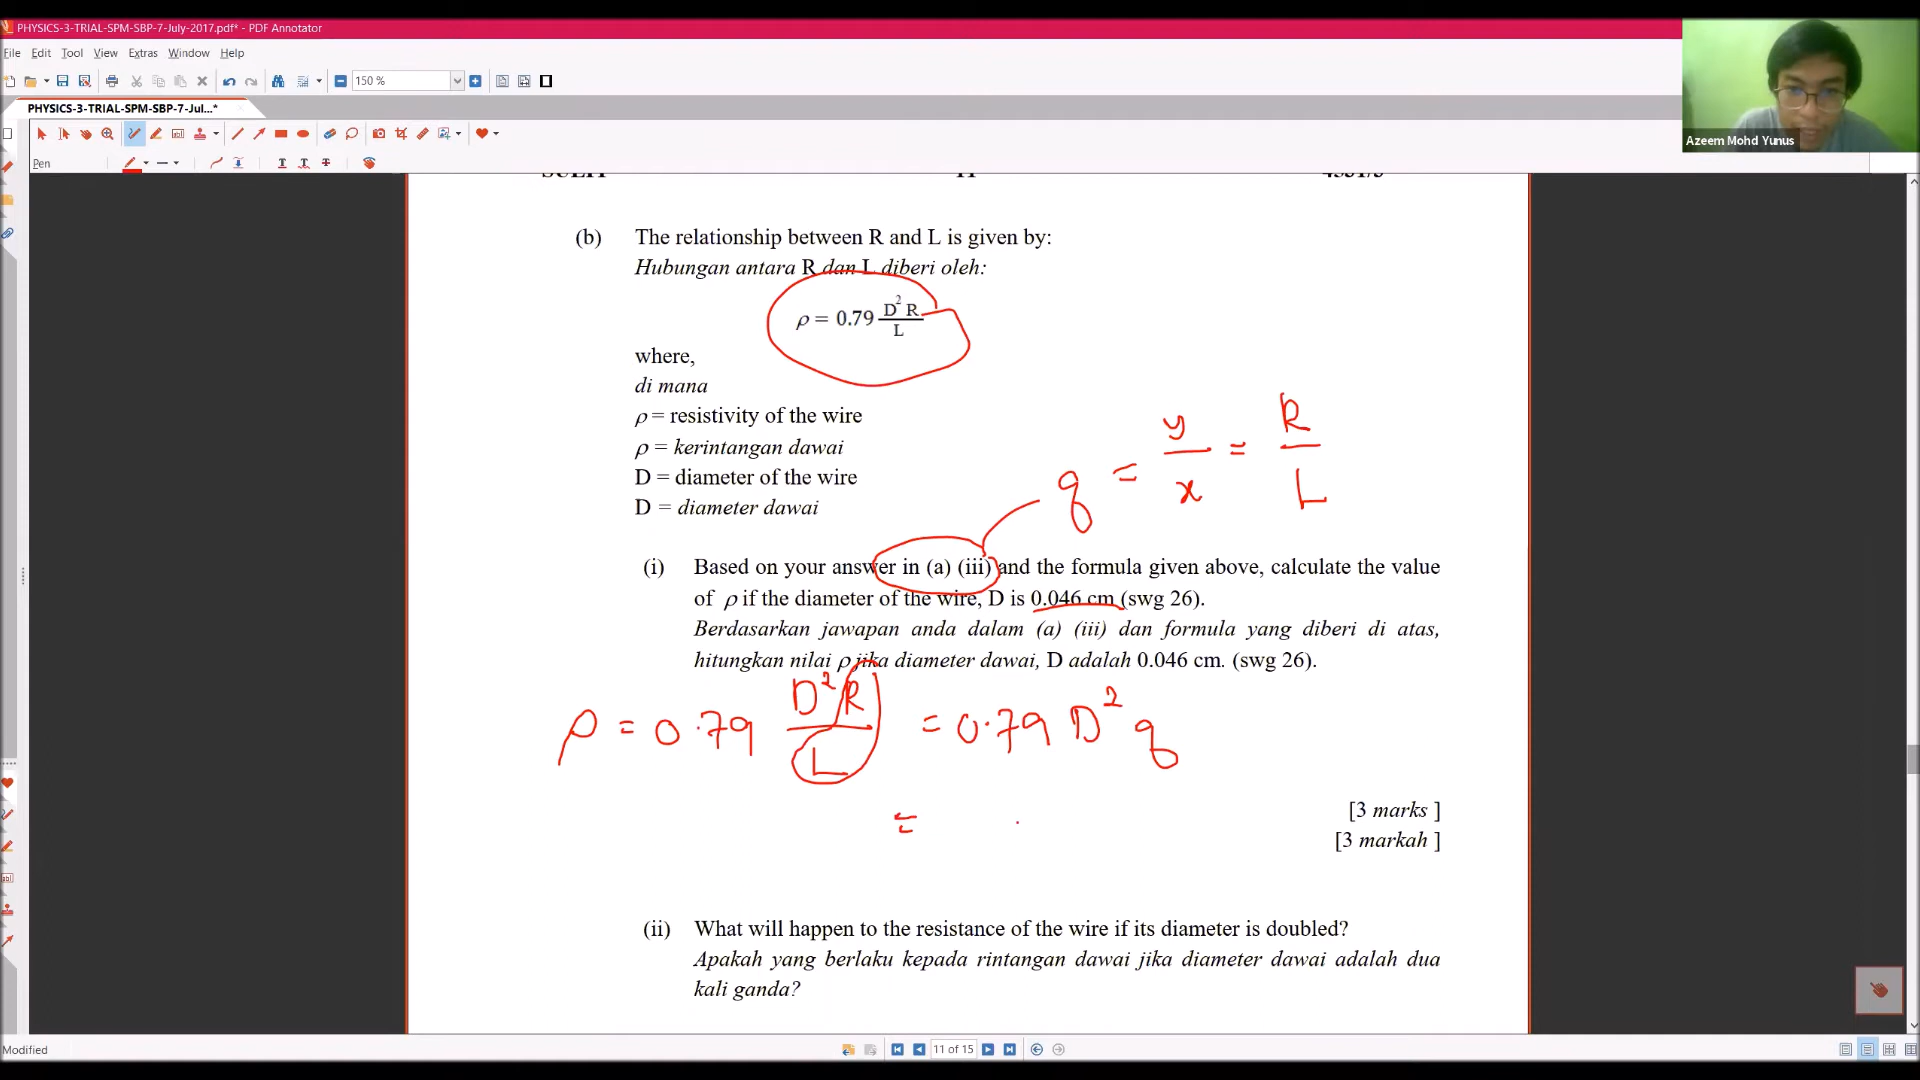 PHYSICS-3-TRIAL-SPM-SBP-7-July-2017.pdf* - PDF Annotator
File Edit Tool View Extras Window Help
150 %
PHYSICS-3-TRIAL-SPM-SBP-7-Jul...*
Pen
Azeem Mohd Yunus
SULIT 11 4531/3
(b) The relationship between R and L is given by:
Hubungan antara R dan L diberi oleh:
ρ = 0.79 D² R / L
where,
di mana
ρ = resistivity of the wire
ρ = kerintangan dawai
D = diameter of the wire
D = diameter dawai
q = y / x = R / L
(i) Based on your answer in (a) (iii) and the formula given above, calculate the value
of ρ if the diameter of the wire, D is 0.046 cm (swg 26).
Berdasarkan jawapan anda dalam (a) (iii) dan formula yang diberi di atas,
hitungkan nilai ρ jika diameter dawai, D adalah 0.046 cm. (swg 26).
ρ = 0.79 D² R / L = 0.79 D² q
=
[3 marks ]
[3 markah ]
(ii) What will happen to the resistance of the wire if its diameter is doubled?
Apakah yang berlaku kepada rintangan dawai jika diameter dawai adalah dua
kali ganda?
Modified
11 of 15